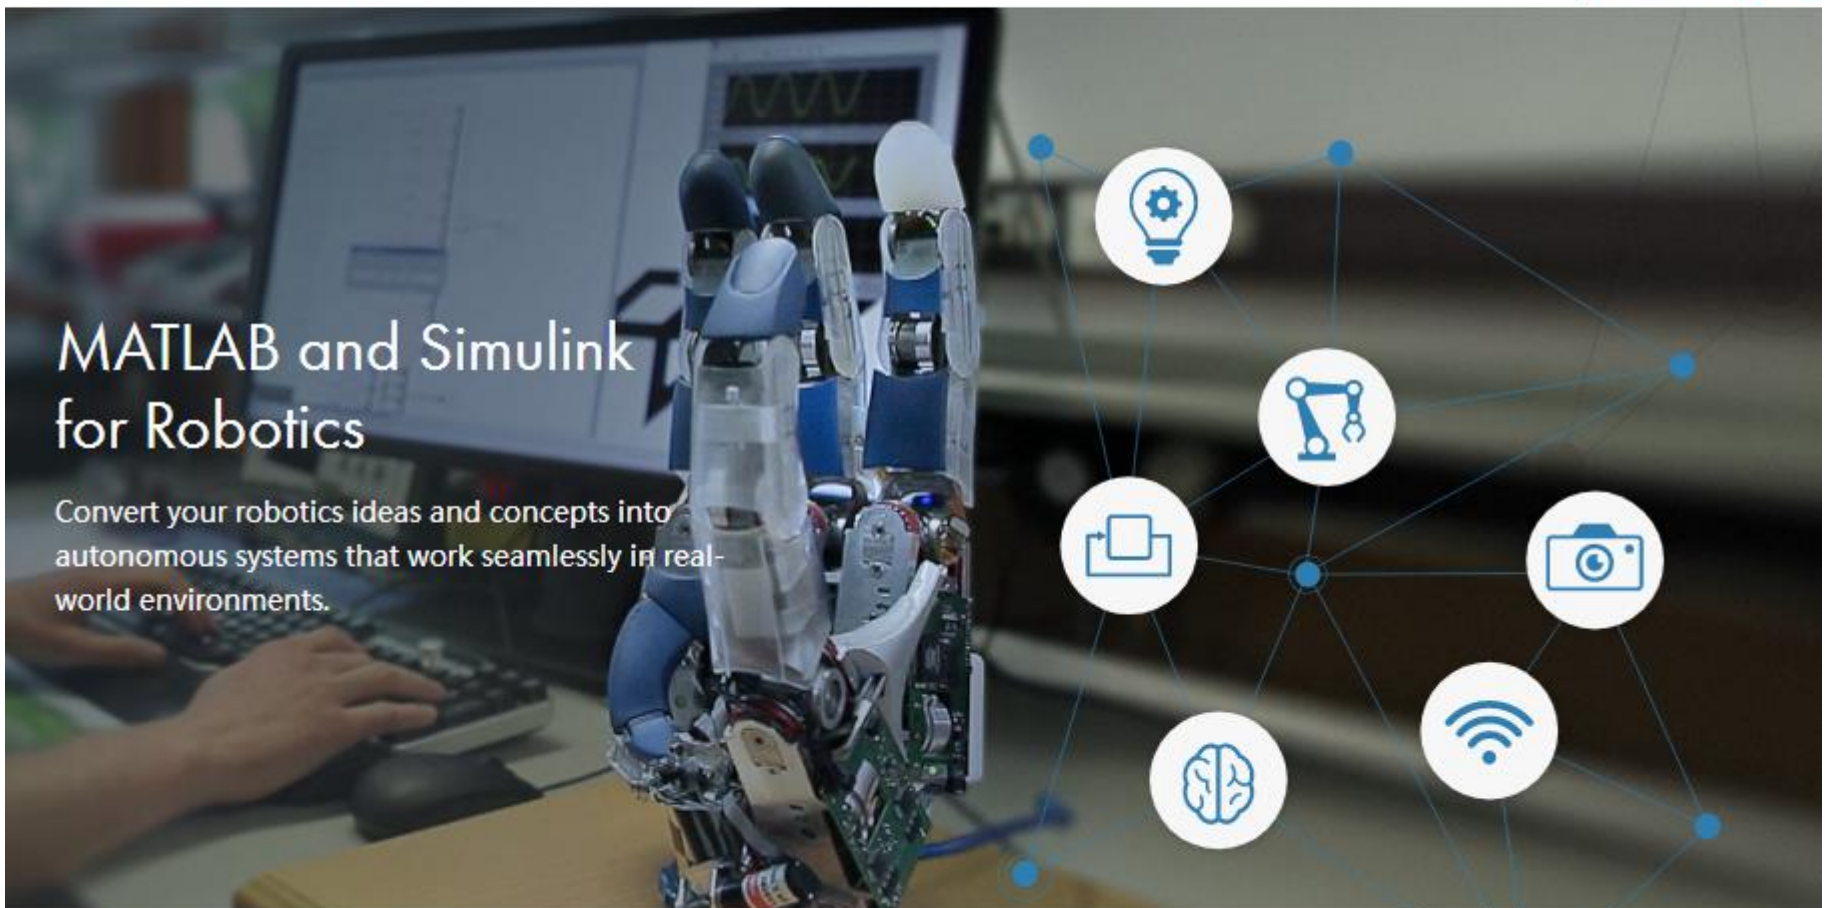 MATLAB and Simulink
for Robotics
Convert your robotics ideas and concepts into
autonomous systems that work seamlessly in real-
world environments.